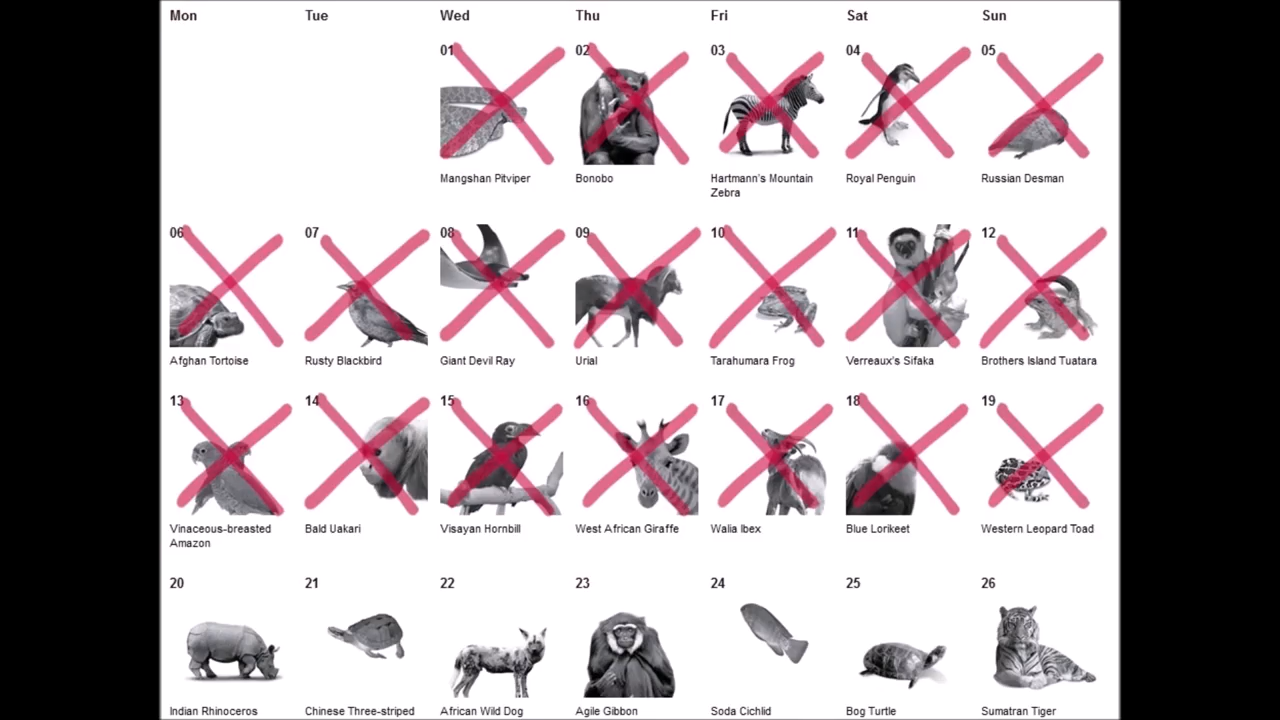 Mon Tue Wed Thu Fri Sat Sun
01 02 03 04 05
Mangshan Pitviper Bonobo Hartmann's Mountain Royal Penguin Russian Desman
Zebra
06 07 08 09 10 11 12
Afghan Tortoise Rusty Blackbird Giant Devil Ray Urial Tarahumara Frog Verreaux's Sifaka Brothers Island Tuatara
13 14 15 16 17 18 19
Vinaceous-breasted Bald Uakari Visayan Hornbill West African Giraffe Walia Ibex Blue Lorikeet Western Leopard Toad
Amazon
20 21 22 23 24 25 26
Indian Rhinoceros Chinese Three-striped African Wild Dog Agile Gibbon Soda Cichlid Bog Turtle Sumatran Tiger